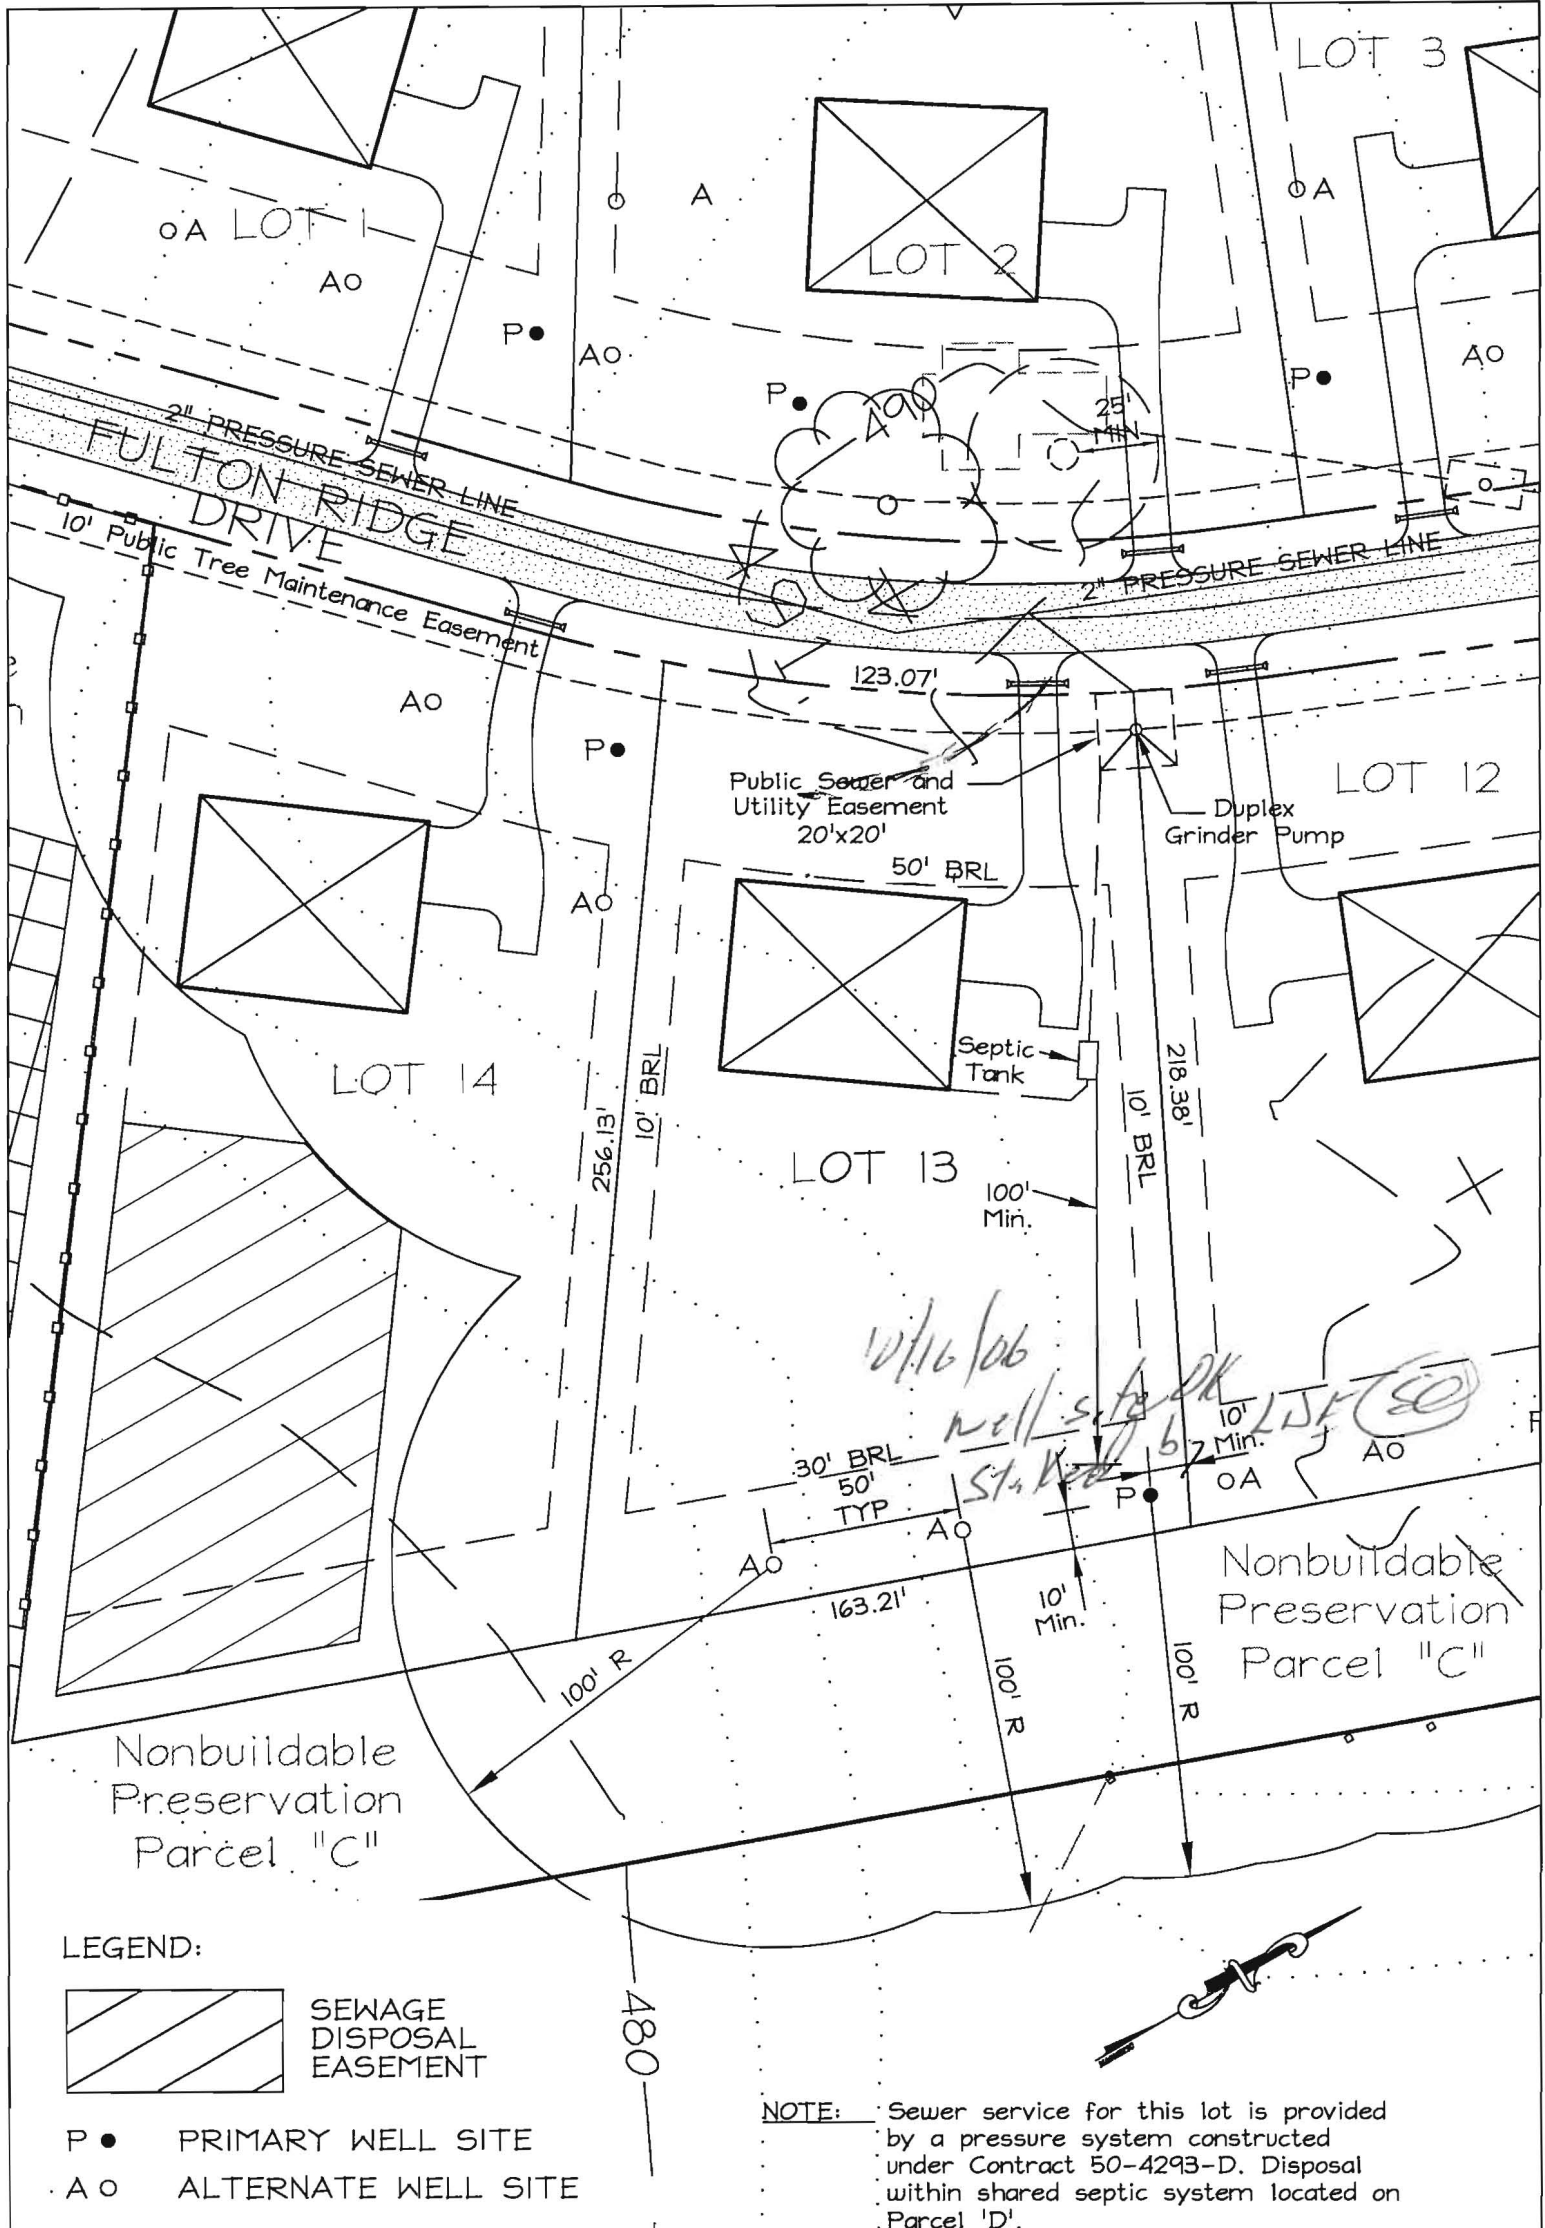 LOT 3
A
A
LOT 1
A
A
LOT 2
P
A
A
P
P
490
25'
MIN
2" PRESSURE SEWER LINE
FULTON RIDGE
DRIVE
2" PRESSURE SEWER LINE
10' Public Tree Maintenance Easement
123.07'
A
P
Public Sewer and
Utility Easement
20'x20'
Duplex
Grinder Pump
LOT 12
50' BRL
A
Septic
Tank
LOT 14
256.13'
10' BRL
10' BRL
218.38'
LOT 13
100'
Min.
10/16/06
well site OK
staked by
LJF
30' BRL
50'
TYP
10'
Min.
A
A
P
P
A
A
163.21'
10'
Min.
Nonbuildable
Preservation
Parcel "C"
100' R
100' R
100' R
Nonbuildable
Preservation
Parcel "C"
LEGEND:
SEWAGE
DISPOSAL
EASEMENT
480
P PRIMARY WELL SITE
A ALTERNATE WELL SITE
NOTE: Sewer service for this lot is provided
by a pressure system constructed
under Contract 50-4293-D. Disposal
within shared septic system located on
Parcel 'D'.